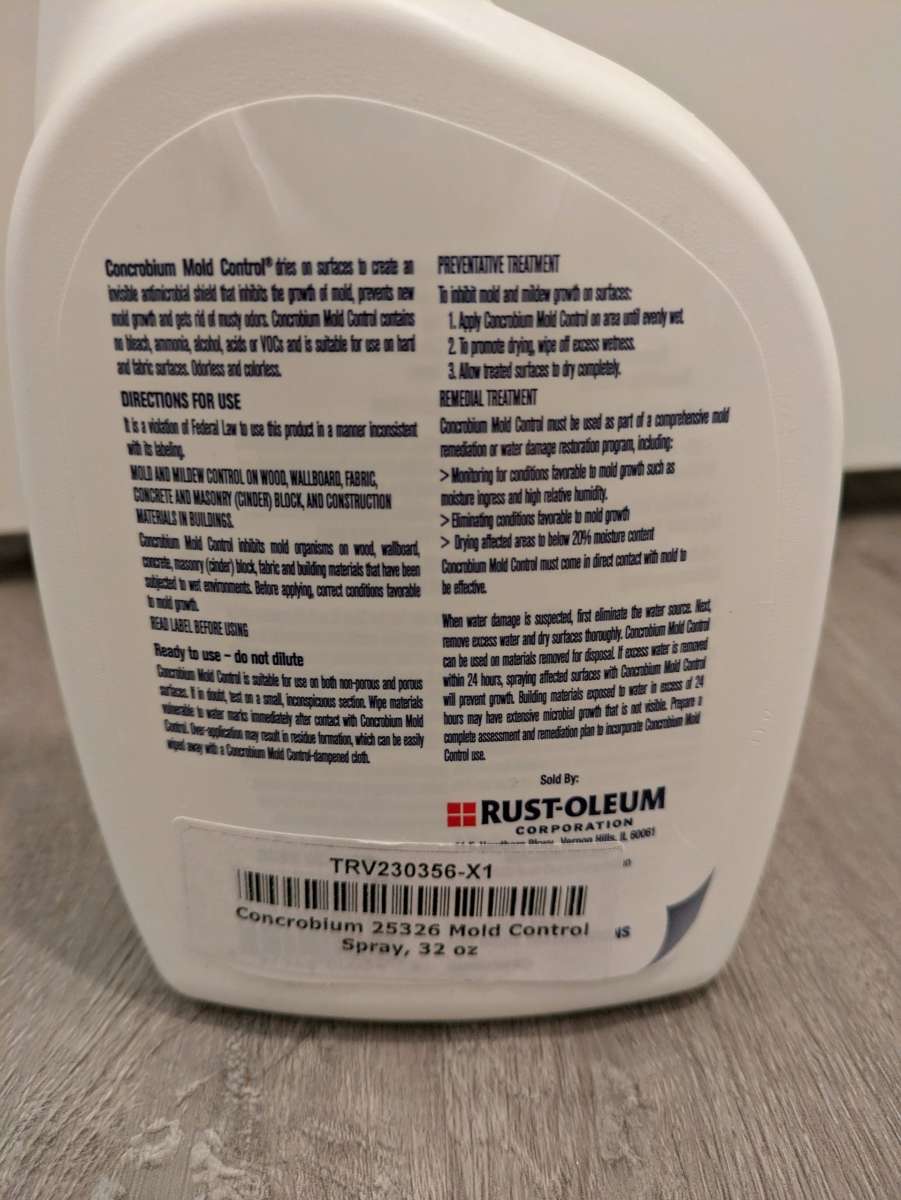 Concrobium Mold Control® dries on surfaces to create an
invisible antimicrobial shield that inhibits the growth of mold, prevents new
mold growth and gets rid of musty odors. Concrobium Mold Control contains
no bleach, ammonia, alcohol, acids or VOCs and is suitable for use on hard
and fabric surfaces. Odorless and colorless.
DIRECTIONS FOR USE
It is a violation of Federal Law to use this product in a manner inconsistent
with its labeling.
MOLD AND MILDEW CONTROL ON WOOD, WALLBOARD, FABRIC,
CONCRETE AND MASONRY (CINDER) BLOCK, AND CONSTRUCTION
MATERIALS IN BUILDINGS.
Concrobium Mold Control inhibits mold organisms on wood, wallboard,
concrete, masonry (cinder) block, fabric and building materials that have been
subjected to wet environments. Before applying, correct conditions favorable
to mold growth.
READ LABEL BEFORE USING
Ready to use – do not dilute
Concrobium Mold Control is suitable for use on both non-porous and porous
surfaces. If in doubt, test on a small, inconspicuous section. Wipe materials
vulnerable to water marks immediately after contact with Concrobium Mold
Control. Over-application may result in residue formation, which can be easily
wiped away with a Concrobium Mold Control-dampened cloth.
PREVENTATIVE TREATMENT
To inhibit mold and mildew growth on surfaces:
1. Apply Concrobium Mold Control on area until evenly wet.
2. To promote drying, wipe off excess wetness.
3. Allow treated surfaces to dry completely.
REMEDIAL TREATMENT
Concrobium Mold Control must be used as part of a comprehensive mold
remediation or water damage restoration program, including:
> Monitoring for conditions favorable to mold growth such as
moisture ingress and high relative humidity.
> Eliminating conditions favorable to mold growth
> Drying affected areas to below 20% moisture content
Concrobium Mold Control must come in direct contact with mold to
be effective.
When water damage is suspected, first eliminate the water source. Next,
remove excess water and dry surfaces thoroughly. Concrobium Mold Control
can be used on materials removed for disposal. If excess water is removed
within 24 hours, spraying affected surfaces with Concrobium Mold Control
will prevent growth. Building materials exposed to water in excess of 24
hours may have extensive microbial growth that is not visible. Prepare a
complete assessment and remediation plan to incorporate Concrobium Mold
Control use.
Sold By:
RUST-OLEUM
CORPORATION
Vernon Hills, IL 60061
TRV230356-X1
Concrobium 25326 Mold Control
Spray, 32 oz